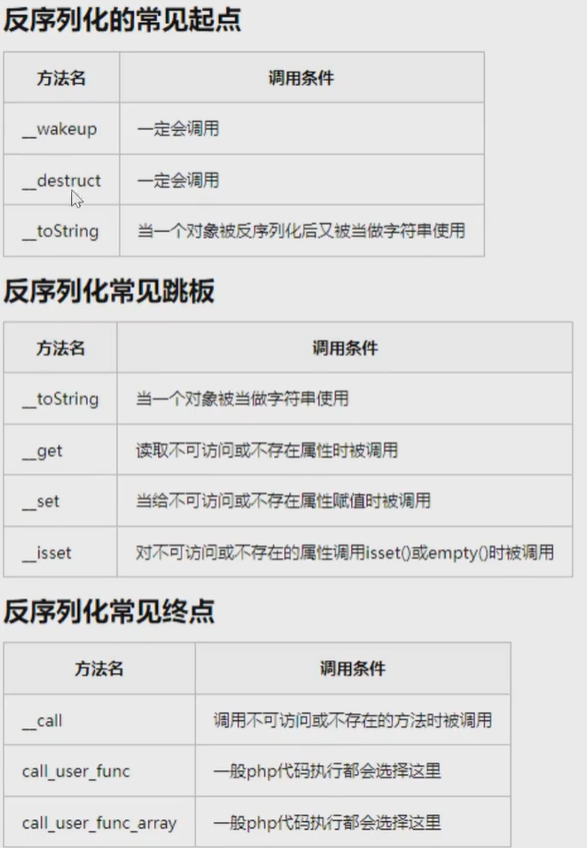 反序列化的常见起点
方法名 调用条件
__wakeup 一定会调用
__destruct 一定会调用
__toString 当一个对象被反序列化后又被当做字符串使用
反序列化常见跳板
方法名 调用条件
__toString 当一个对象被当做字符串使用
__get 读取不可访问或不存在属性时被调用
__set 当给不可访问或不存在属性赋值时被调用
__isset 对不可访问或不存在的属性调用isset()或empty()时被调用
反序列化常见终点
方法名 调用条件
__call 调用不可访问或不存在的方法时被调用
call_user_func 一般php代码执行都会选择这里
call_user_func_array 一般php代码执行都会选择这里